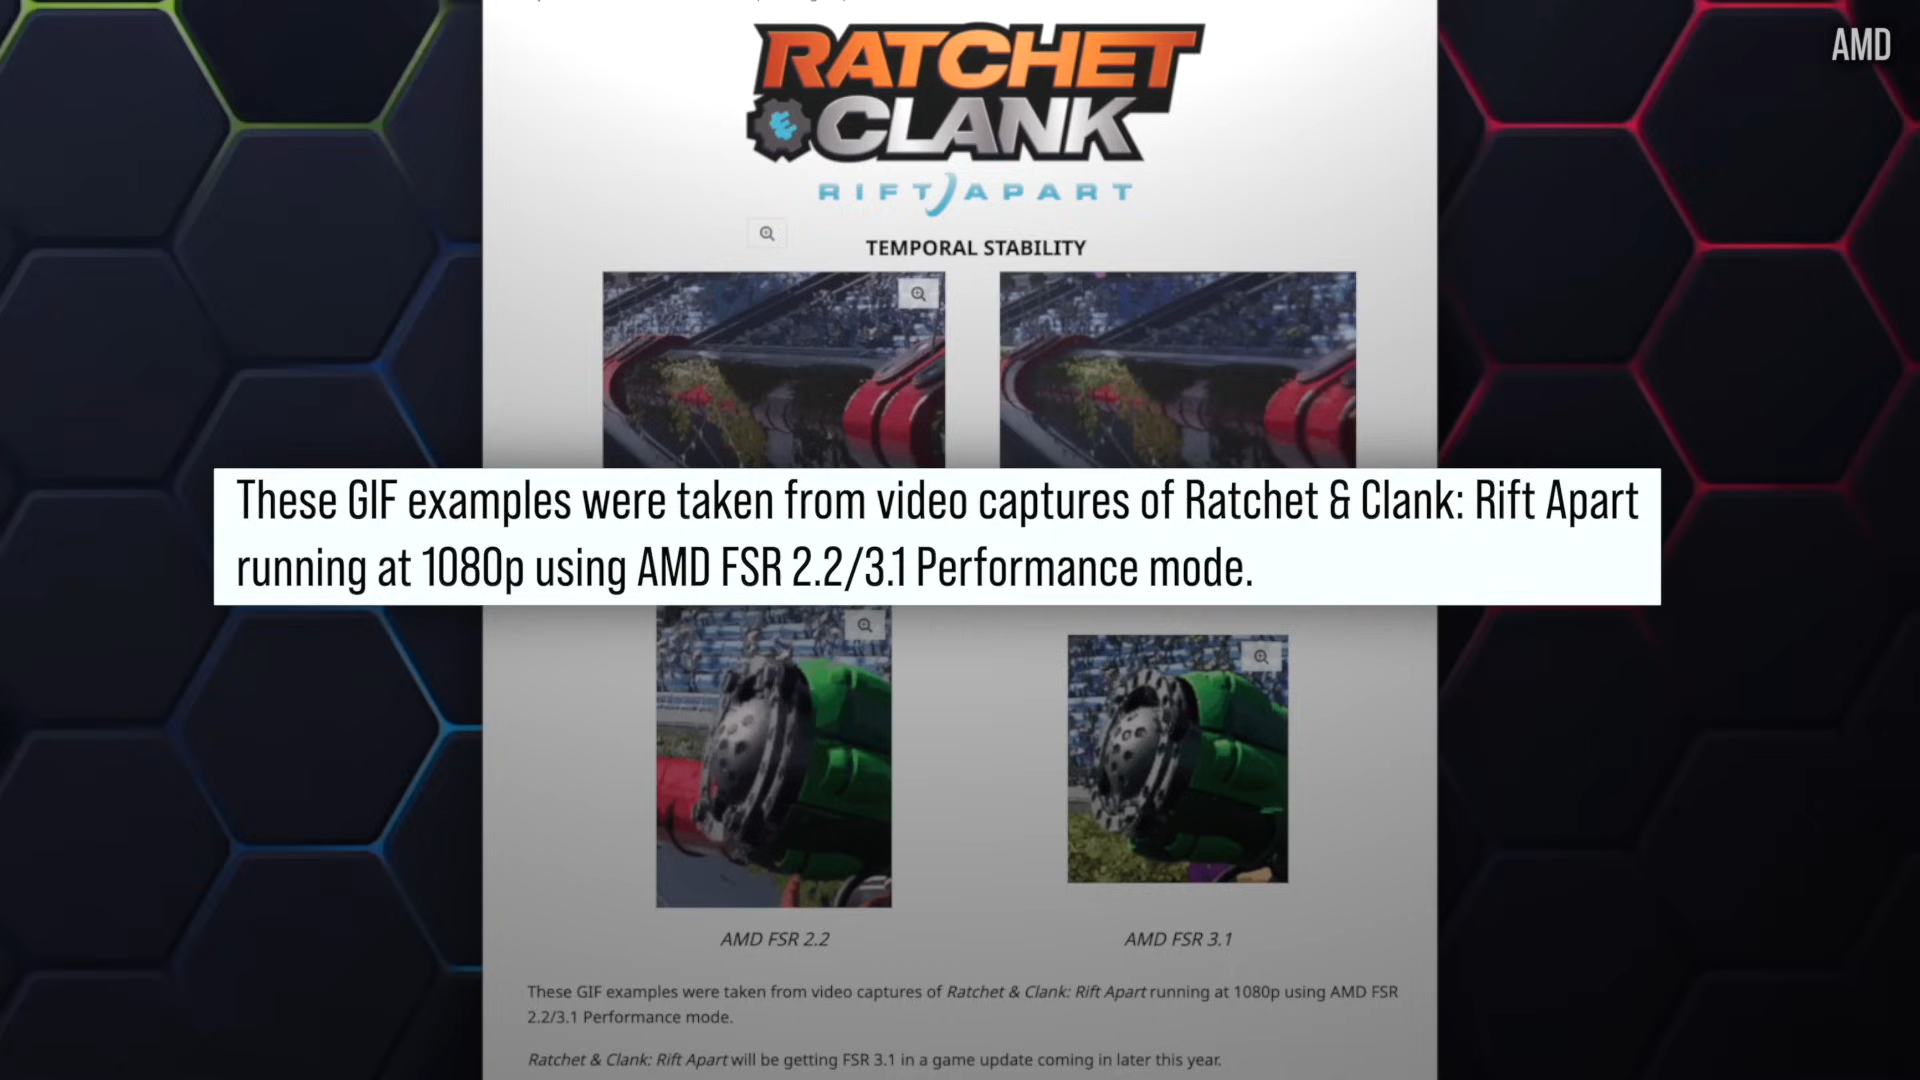 AMD
RATCHET
CLANK
RIFT APART
TEMPORAL STABILITY
These GIF examples were taken from video captures of Ratchet & Clank: Rift Apart
running at 1080p using AMD FSR 2.2/3.1 Performance mode.
AMD FSR 2.2
AMD FSR 3.1
These GIF examples were taken from video captures of Ratchet & Clank: Rift Apart running at 1080p using AMD FSR
2.2/3.1 Performance mode.
Ratchet & Clank: Rift Apart will be getting FSR 3.1 in a game update coming in later this year.